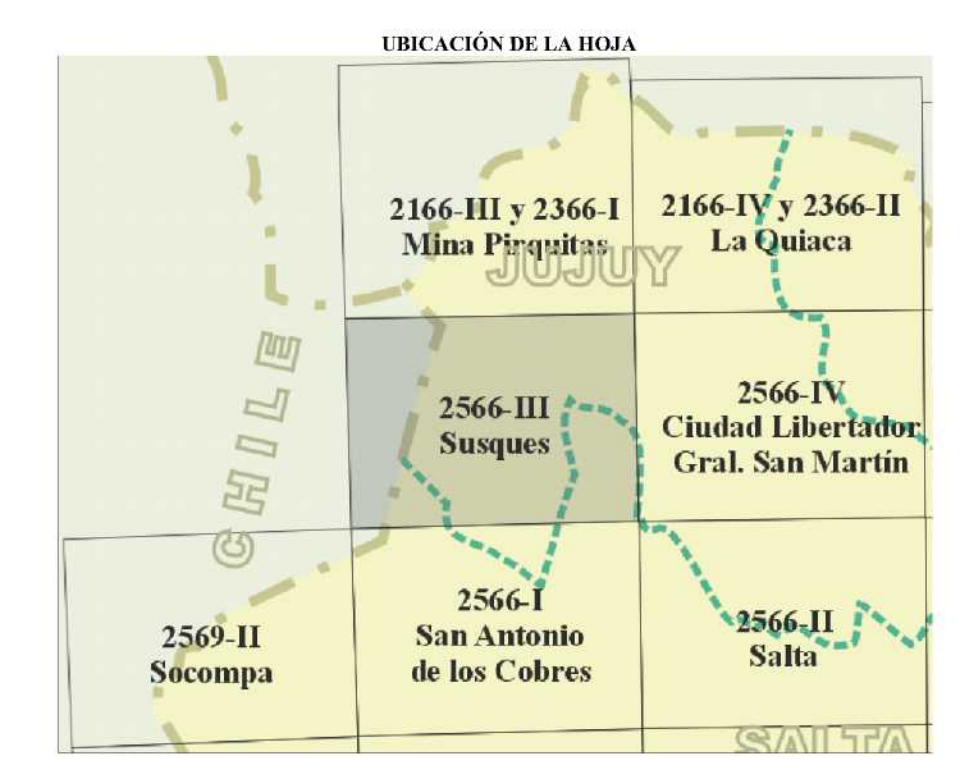 UBICACIÓN DE LA HOJA
2166-III y 2366-I
Mina Pirquitas
2166-IV y 2366-II
La Quiaca
JUJUY
CHILE
2566-III
Susques
2566-IV
Ciudad Libertador
Gral. San Martín
2569-II
Socompa
2566-I
San Antonio
de los Cobres
2566-II
Salta
SALTA